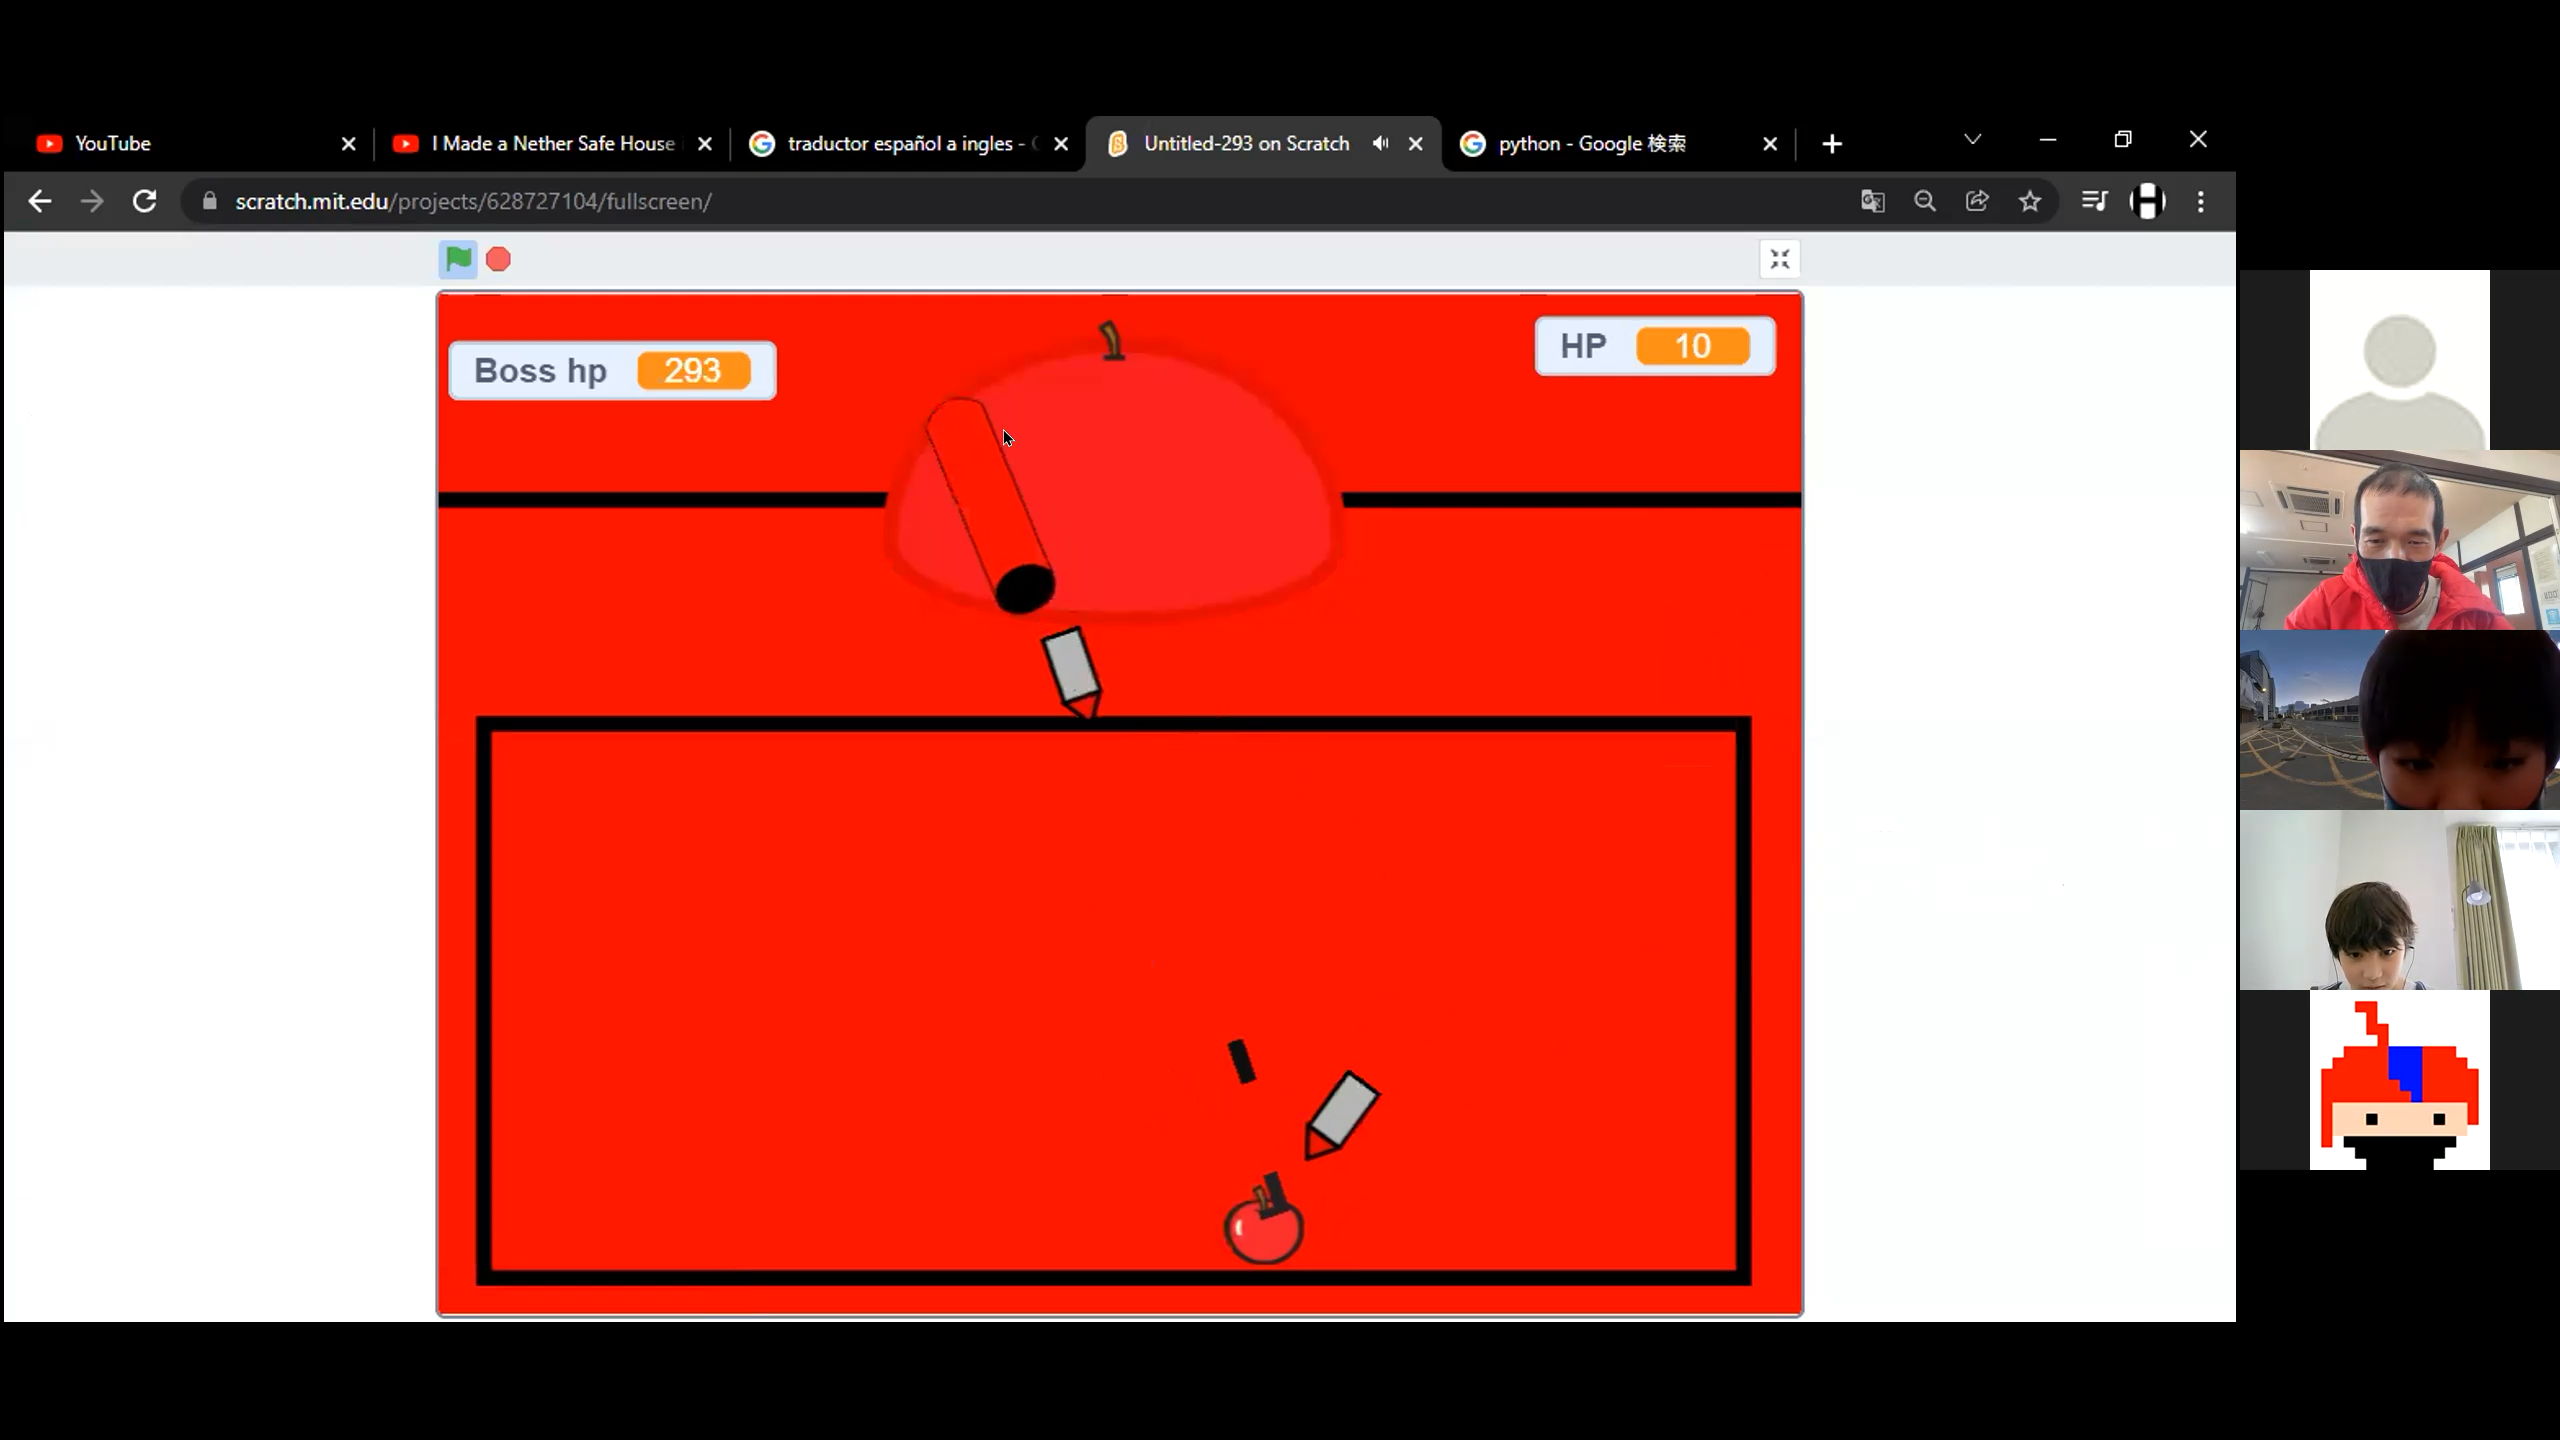 YouTube
I Made a Nether Safe House
traductor español a ingles -
Untitled-293 on Scratch
python - Google 検索
scratch.mit.edu/projects/628727104/fullscreen/
Boss hp 293
HP 10